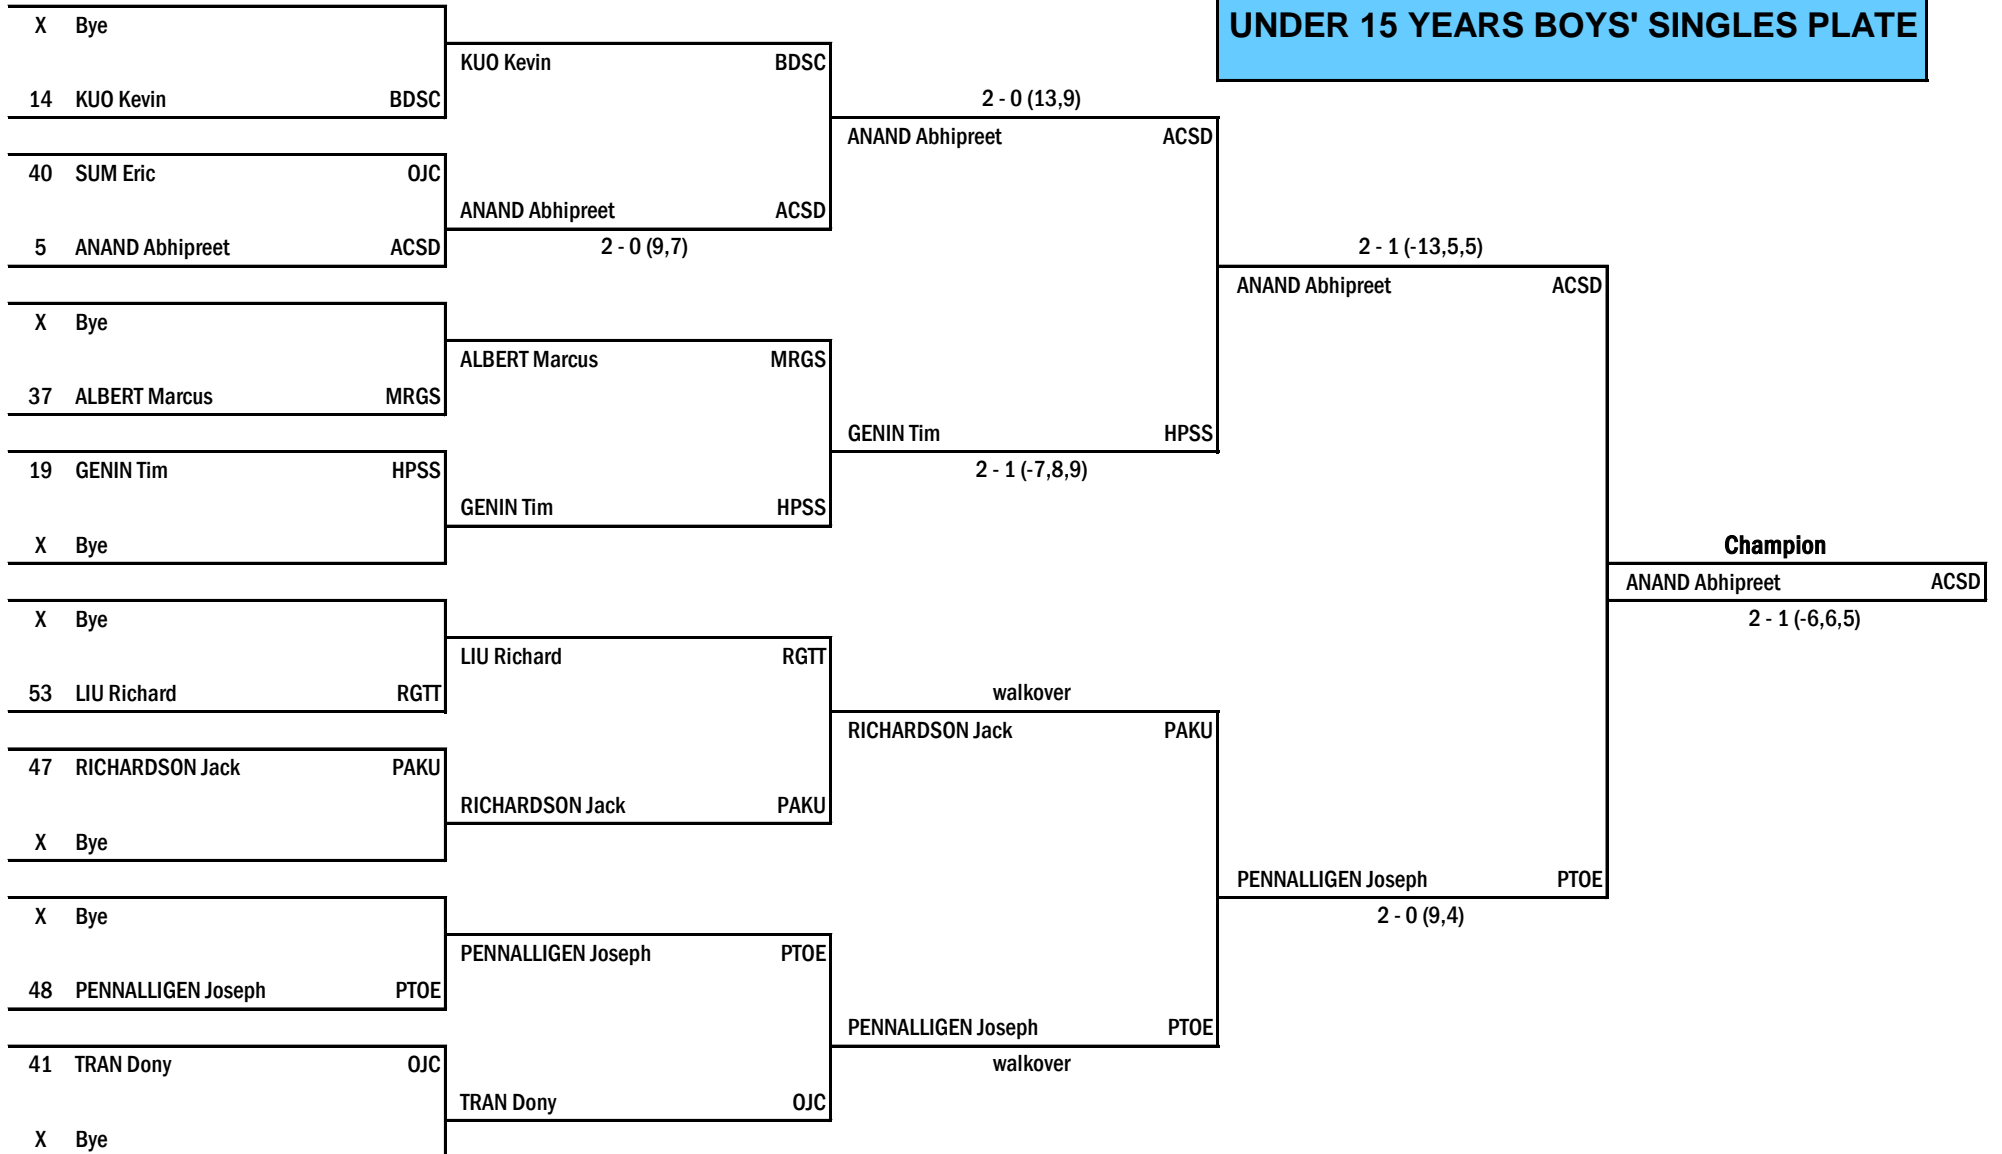 UNDER 15 YEARS BOYS' SINGLES PLATE
X Bye
KUO Kevin BDSC
14 KUO Kevin BDSC
2 - 0 (13,9)
ANAND Abhipreet ACSD
40 SUM Eric OJC
ANAND Abhipreet ACSD
5 ANAND Abhipreet ACSD
2 - 0 (9,7)
2 - 1 (-13,5,5)
ANAND Abhipreet ACSD
X Bye
ALBERT Marcus MRGS
37 ALBERT Marcus MRGS
GENIN Tim HPSS
19 GENIN Tim HPSS
2 - 1 (-7,8,9)
GENIN Tim HPSS
X Bye
Champion
ANAND Abhipreet ACSD
X Bye
2 - 1 (-6,6,5)
LIU Richard RGTT
53 LIU Richard RGTT
walkover
RICHARDSON Jack PAKU
47 RICHARDSON Jack PAKU
RICHARDSON Jack PAKU
X Bye
PENNALLIGEN Joseph PTOE
X Bye
2 - 0 (9,4)
PENNALLIGEN Joseph PTOE
48 PENNALLIGEN Joseph PTOE
PENNALLIGEN Joseph PTOE
41 TRAN Dony OJC
walkover
TRAN Dony OJC
X Bye